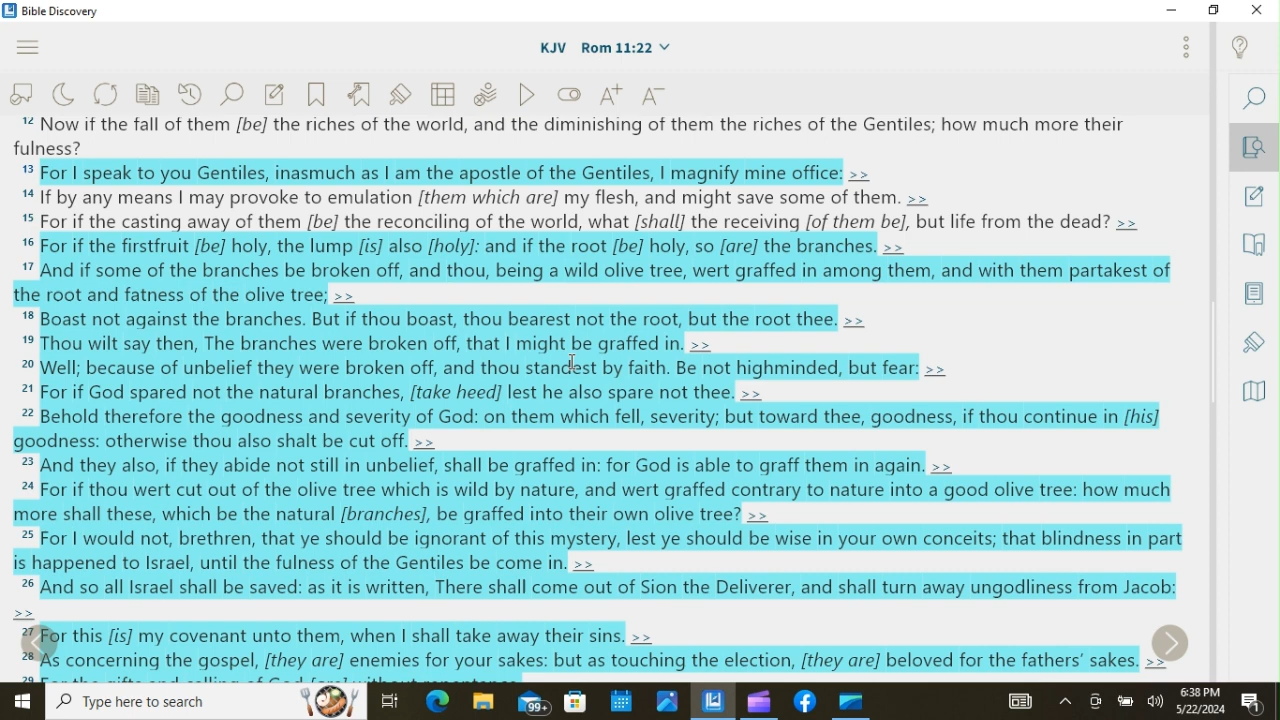 Bible Discovery
KJV Rom 11:22
A+ A−
12 Now if the fall of them [be] the riches of the world, and the diminishing of them the riches of the Gentiles; how much more their
fulness?
13 For I speak to you Gentiles, inasmuch as I am the apostle of the Gentiles, I magnify mine office: >>
14 If by any means I may provoke to emulation [them which are] my flesh, and might save some of them. >>
15 For if the casting away of them [be] the reconciling of the world, what [shall] the receiving [of them be], but life from the dead? >>
16 For if the firstfruit [be] holy, the lump [is] also [holy]: and if the root [be] holy, so [are] the branches. >>
17 And if some of the branches be broken off, and thou, being a wild olive tree, wert graffed in among them, and with them partakest of
the root and fatness of the olive tree; >>
18 Boast not against the branches. But if thou boast, thou bearest not the root, but the root thee. >>
19 Thou wilt say then, The branches were broken off, that I might be graffed in. >>
20 Well; because of unbelief they were broken off, and thou standest by faith. Be not highminded, but fear: >>
21 For if God spared not the natural branches, [take heed] lest he also spare not thee. >>
22 Behold therefore the goodness and severity of God: on them which fell, severity; but toward thee, goodness, if thou continue in [his]
goodness: otherwise thou also shalt be cut off. >>
23 And they also, if they abide not still in unbelief, shall be graffed in: for God is able to graff them in again. >>
24 For if thou wert cut out of the olive tree which is wild by nature, and wert graffed contrary to nature into a good olive tree: how much
more shall these, which be the natural [branches], be graffed into their own olive tree? >>
25 For I would not, brethren, that ye should be ignorant of this mystery, lest ye should be wise in your own conceits; that blindness in part
is happened to Israel, until the fulness of the Gentiles be come in. >>
26 And so all Israel shall be saved: as it is written, There shall come out of Sion the Deliverer, and shall turn away ungodliness from Jacob:
>>
27 For this [is] my covenant unto them, when I shall take away their sins. >>
28 As concerning the gospel, [they are] enemies for your sakes: but as touching the election, [they are] beloved for the fathers' sakes. >>
29 For the gifts and calling of God [are] without repentance.
Type here to search
99+
6:38 PM
5/22/2024
1